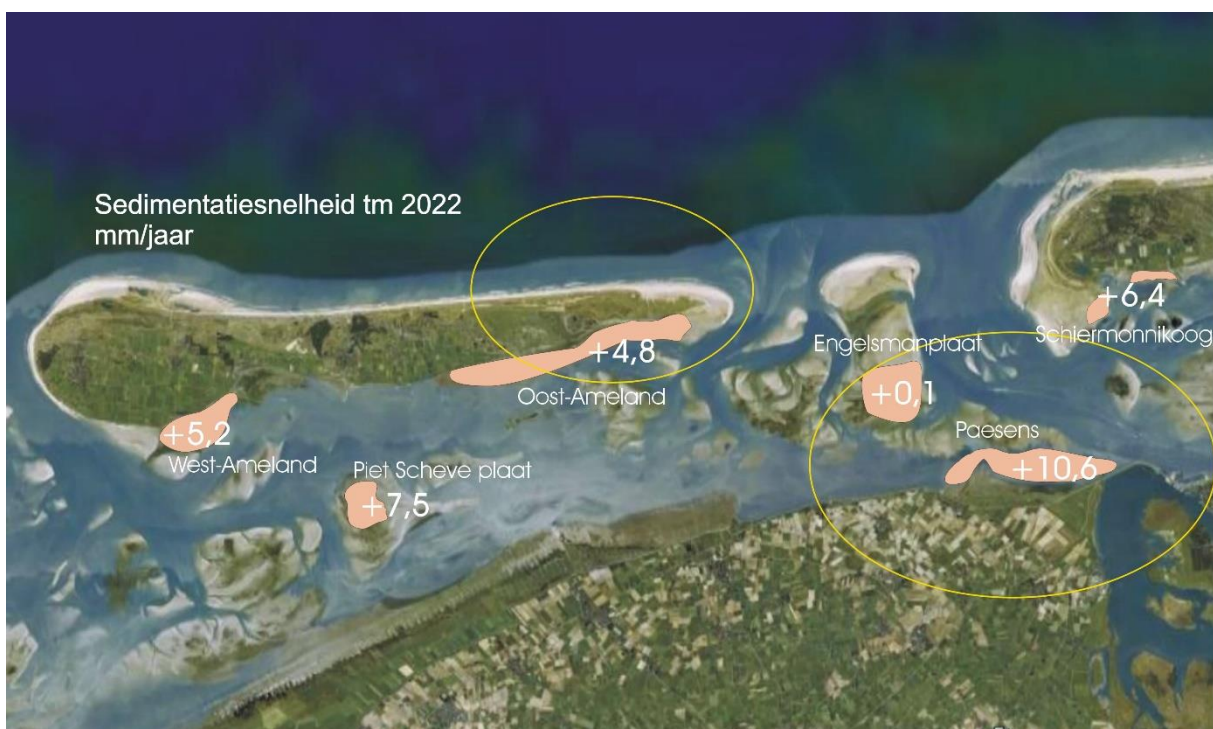 Sedimentatiesnelheid tm 2022
mm/jaar
+6,4
Schiermonnikoog
Engelsmanplaat
+4,8
+0,1
Oost-Ameland
+5,2
Paesens
West-Ameland
Piet Scheve plaat
+10,6
+7,5